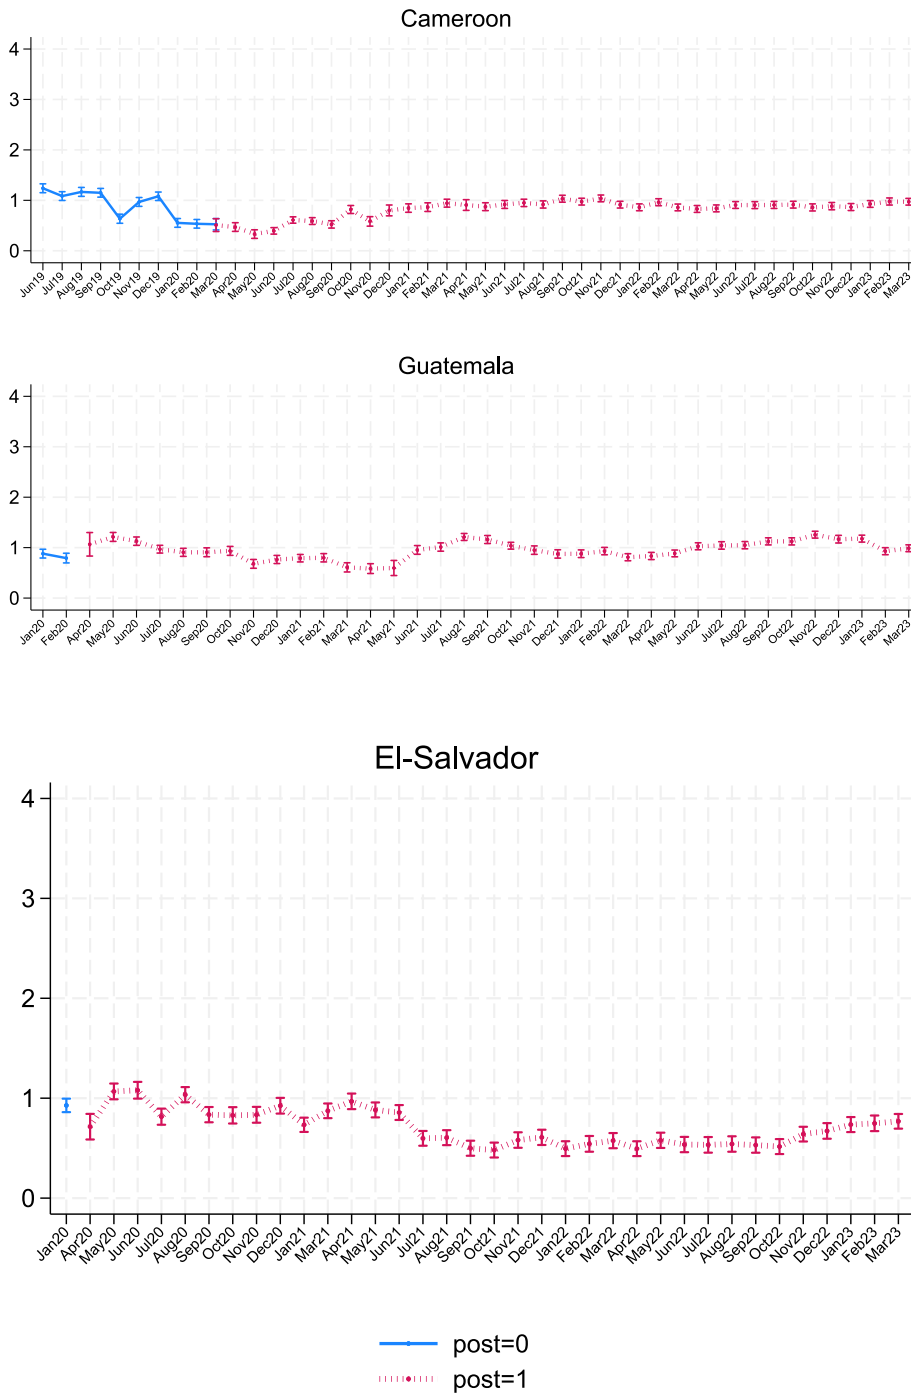 Cameroon
4
3
2
1
0
Jun19 Jul19 Aug19 Sep19 Oct19 Nov19 Dec19 Jan20 Feb20 Mar20 Apr20 May20 Jun20 Jul20 Aug20 Sep20 Oct20 Nov20 Dec20 Jan21 Feb21 Mar21 Apr21 May21 Jun21 Jul21 Aug21 Sep21 Oct21 Nov21 Dec21 Jan22 Feb22 Mar22 Apr22 May22 Jun22 Jul22 Aug22 Sep22 Oct22 Nov22 Dec22 Jan23 Feb23 Mar23
Guatemala
4
3
2
1
0
Jan20 Feb20 Apr20 May20 Jun20 Jul20 Aug20 Sep20 Oct20 Nov20 Dec20 Jan21 Feb21 Mar21 Apr21 May21 Jun21 Jul21 Aug21 Sep21 Oct21 Nov21 Dec21 Jan22 Feb22 Mar22 Apr22 May22 Jun22 Jul22 Aug22 Sep22 Oct22 Nov22 Dec22 Jan23 Feb23 Mar23
El-Salvador
4
3
2
1
0
Jan20 Apr20 May20 Jun20 Jul20 Aug20 Sep20 Oct20 Nov20 Dec20 Jan21 Mar21 Apr21 May21 Jun21 Jul21 Aug21 Sep21 Oct21 Nov21 Dec21 Jan22 Feb22 Mar22 Apr22 May22 Jun22 Jul22 Aug22 Sep22 Oct22 Nov22 Dec22 Jan23 Feb23 Mar23
post=0
post=1